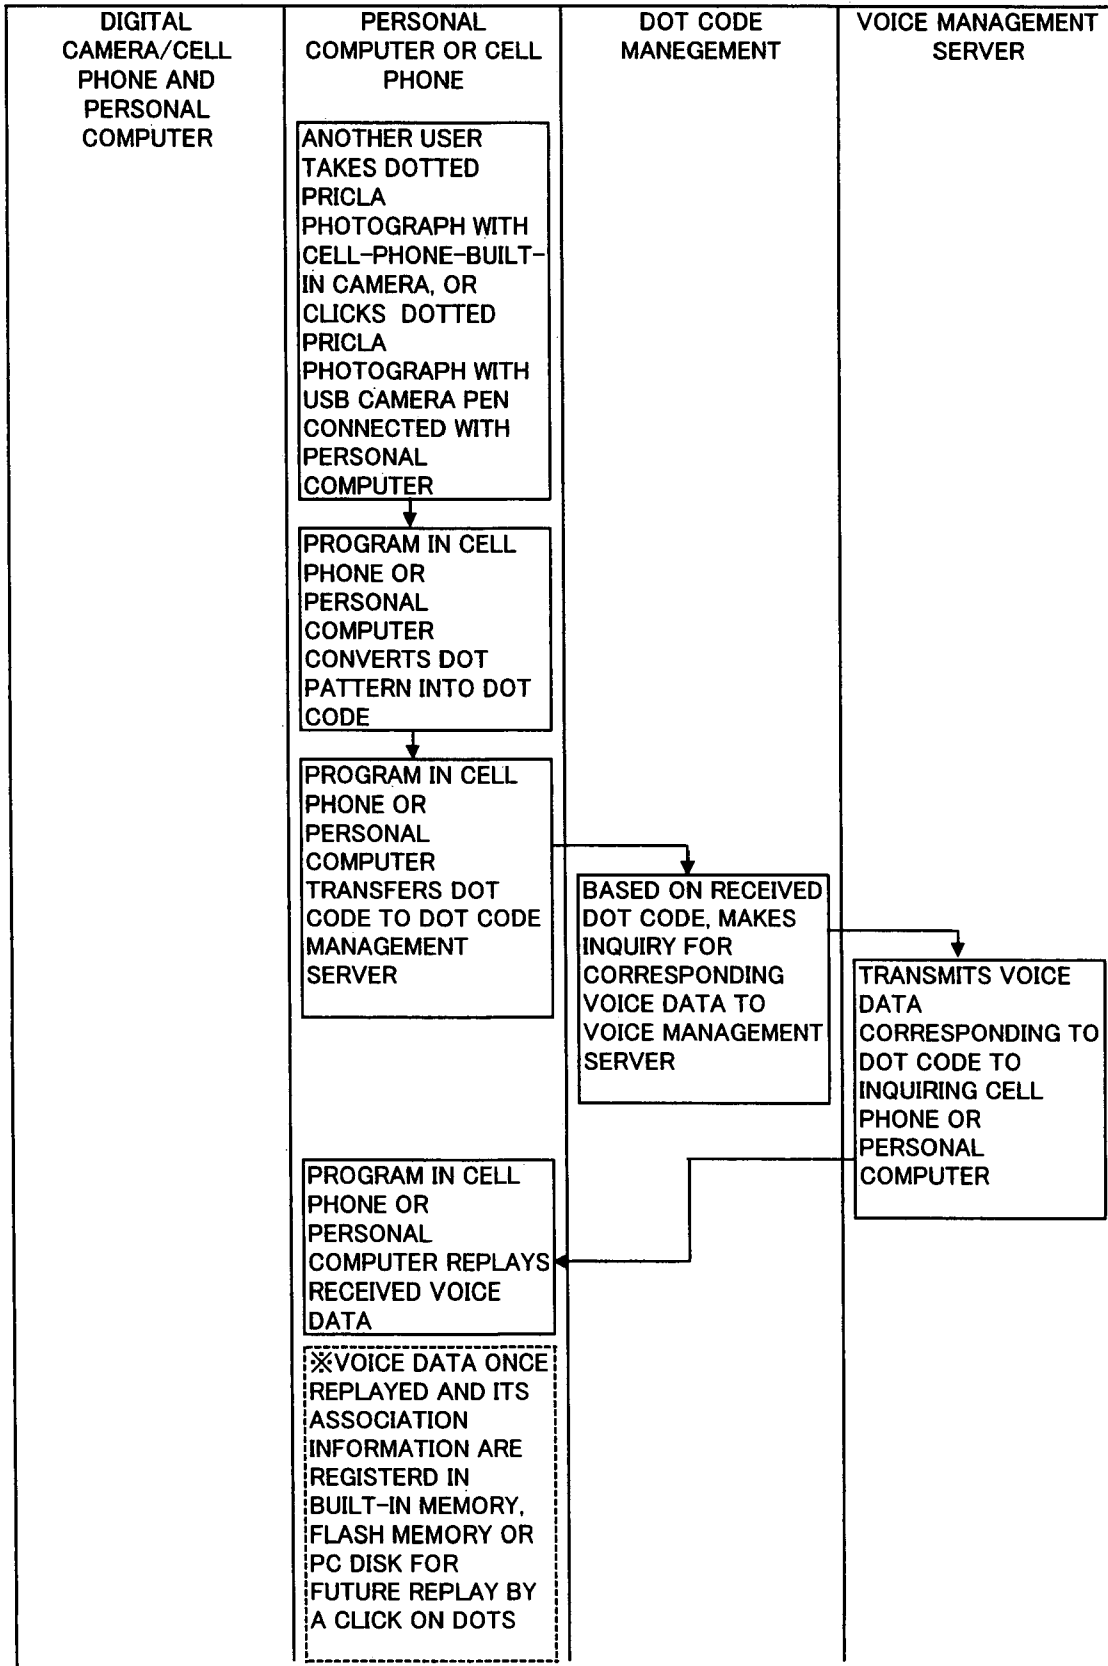 DIGITAL
CAMERA/CELL
PHONE AND
PERSONAL
COMPUTER
PERSONAL
COMPUTER OR CELL
PHONE
DOT CODE
MANEGEMENT
VOICE MANAGEMENT
SERVER
ANOTHER USER
TAKES DOTTED
PRICLA
PHOTOGRAPH WITH
CELL-PHONE-BUILT-
IN CAMERA, OR
CLICKS DOTTED
PRICLA
PHOTOGRAPH WITH
USB CAMERA PEN
CONNECTED WITH
PERSONAL
COMPUTER
PROGRAM IN CELL
PHONE OR
PERSONAL
COMPUTER
CONVERTS DOT
PATTERN INTO DOT
CODE
PROGRAM IN CELL
PHONE OR
PERSONAL
COMPUTER
TRANSFERS DOT
CODE TO DOT CODE
MANAGEMENT
SERVER
BASED ON RECEIVED
DOT CODE, MAKES
INQUIRY FOR
CORRESPONDING
VOICE DATA TO
VOICE MANAGEMENT
SERVER
TRANSMITS VOICE
DATA
CORRESPONDING TO
DOT CODE TO
INQUIRING CELL
PHONE OR
PERSONAL
COMPUTER
PROGRAM IN CELL
PHONE OR
PERSONAL
COMPUTER REPLAYS
RECEIVED VOICE
DATA
※VOICE DATA ONCE
REPLAYED AND ITS
ASSOCIATION
INFORMATION ARE
REGISTERD IN
BUILT-IN MEMORY,
FLASH MEMORY OR
PC DISK FOR
FUTURE REPLAY BY
A CLICK ON DOTS